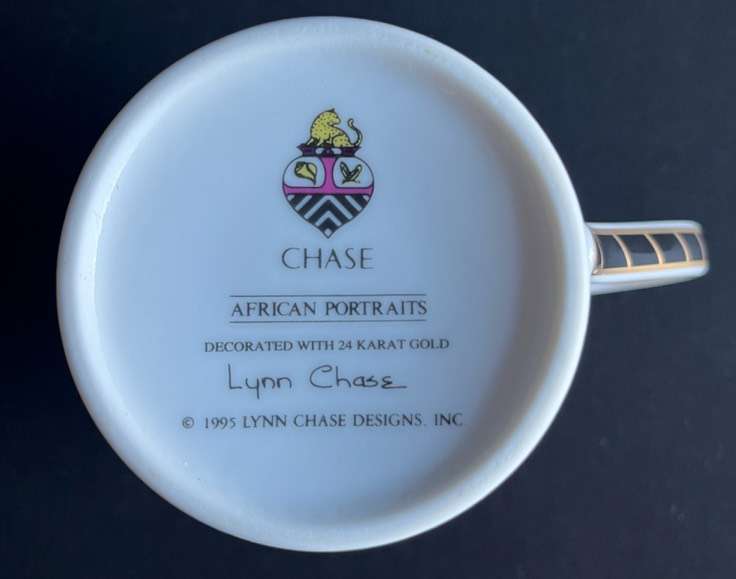 CHASE
AFRICAN PORTRAITS
DECORATED WITH 24 KARAT GOLD
Lynn Chase
© 1995 LYNN CHASE DESIGNS, INC